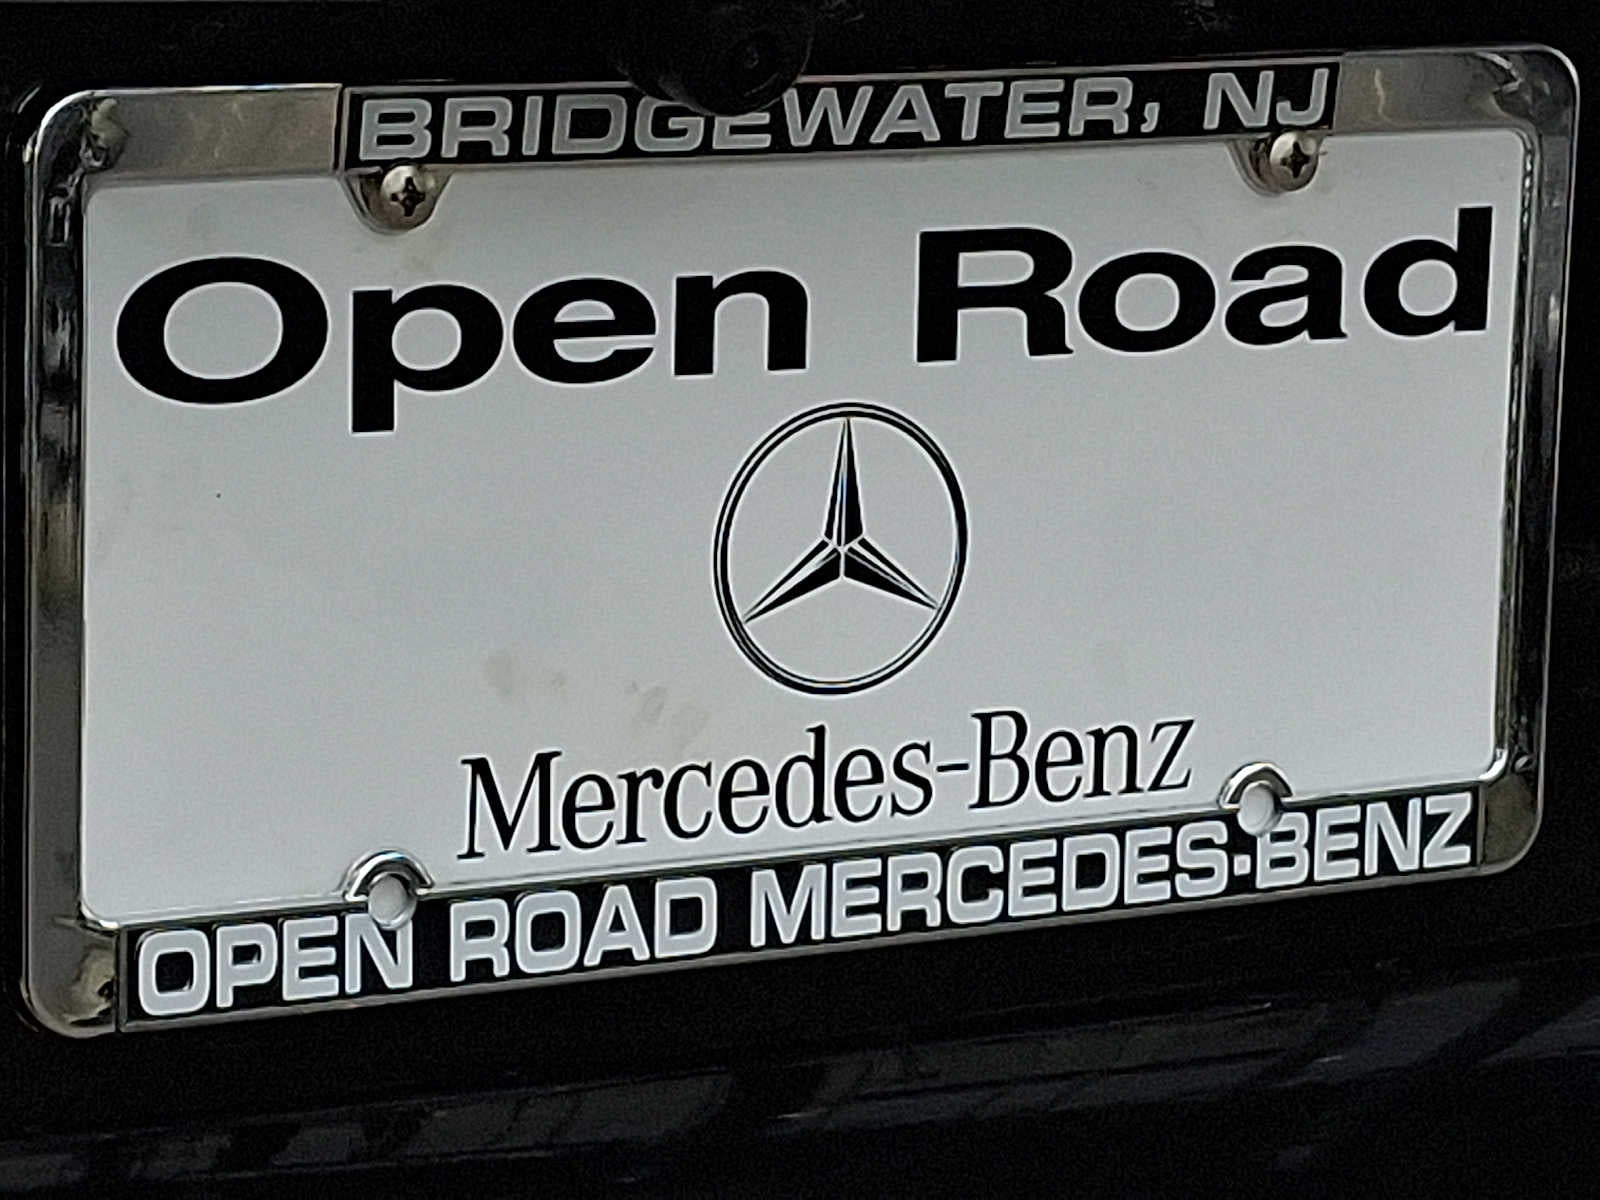 BRIDGEWATER, NJ
Open Road
Mercedes-Benz
OPEN ROAD MERCEDES-BENZ